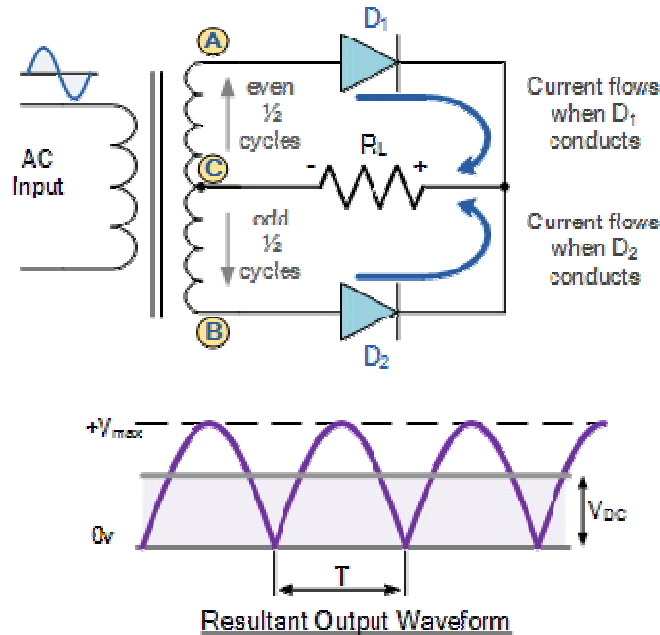 A
D1
even
½
cycles
Current flows
when D1
conducts
AC
Input
C
- RL +
odd
½
cycles
Current flows
when D2
conducts
B
D2
+Vmax
0v
VDC
T
Resultant Output Waveform